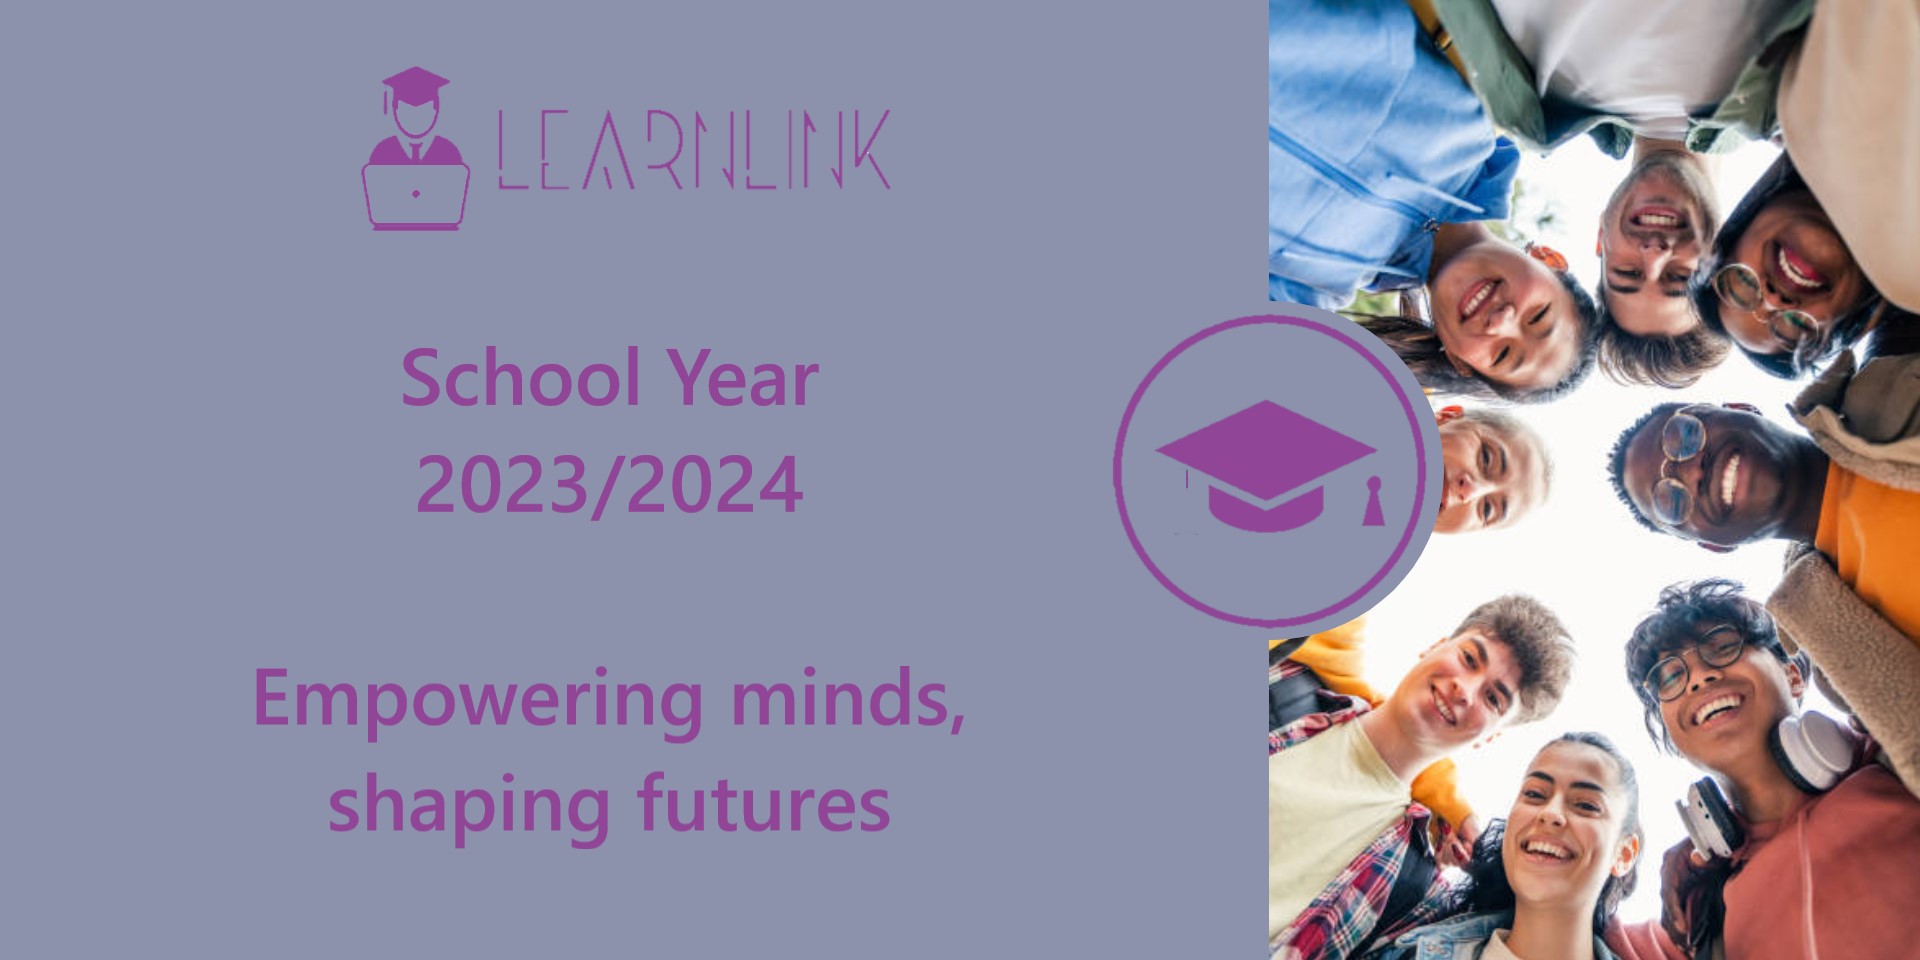 LEARNLINK
School Year
2023/2024
Empowering minds,
shaping futures